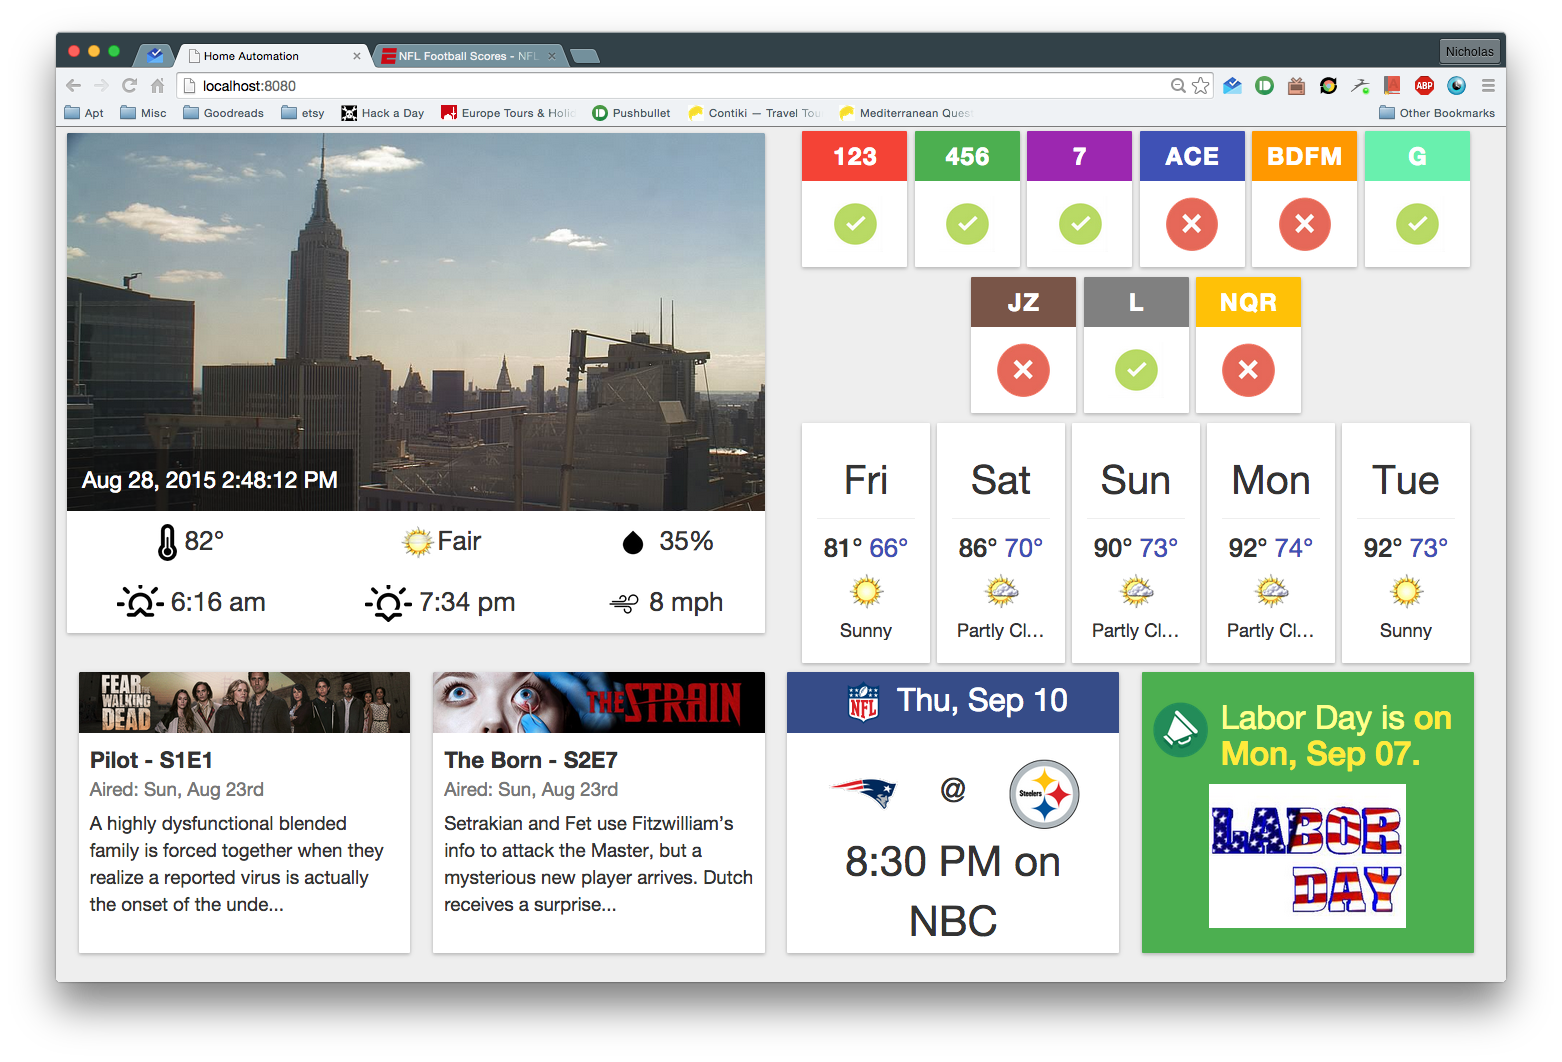 Nicholas
Home Automation
NFL Football Scores - NFL
localhost:8080
ABP
Apt
Misc
Goodreads
etsy
Hack a Day
Europe Tours & Holid
Pushbullet
Contiki — Travel Tou
Mediterranean Quest
Other Bookmarks
Aug 28, 2015 2:48:12 PM
82°
Fair
35%
6:16 am
7:34 pm
8 mph
123
456
7
ACE
BDFM
G
JZ
L
NQR
Fri
Sat
Sun
Mon
Tue
81° 66°
86° 70°
90° 73°
92° 74°
92° 73°
Sunny
Partly Cl...
Partly Cl...
Partly Cl...
Sunny
FEAR THE
WALKING
DEAD
Pilot - S1E1
Aired: Sun, Aug 23rd
A highly dysfunctional blended
family is forced together when they
realize a reported virus is actually
the onset of the unde...
THE STRAIN
The Born - S2E7
Aired: Sun, Aug 23rd
Setrakian and Fet use Fitzwilliam's
info to attack the Master, but a
mysterious new player arrives. Dutch
receives a surprise...
NFL
Thu, Sep 10
@
Steelers
8:30 PM on
NBC
Labor Day is on
Mon, Sep 07.
LABOR
DAY